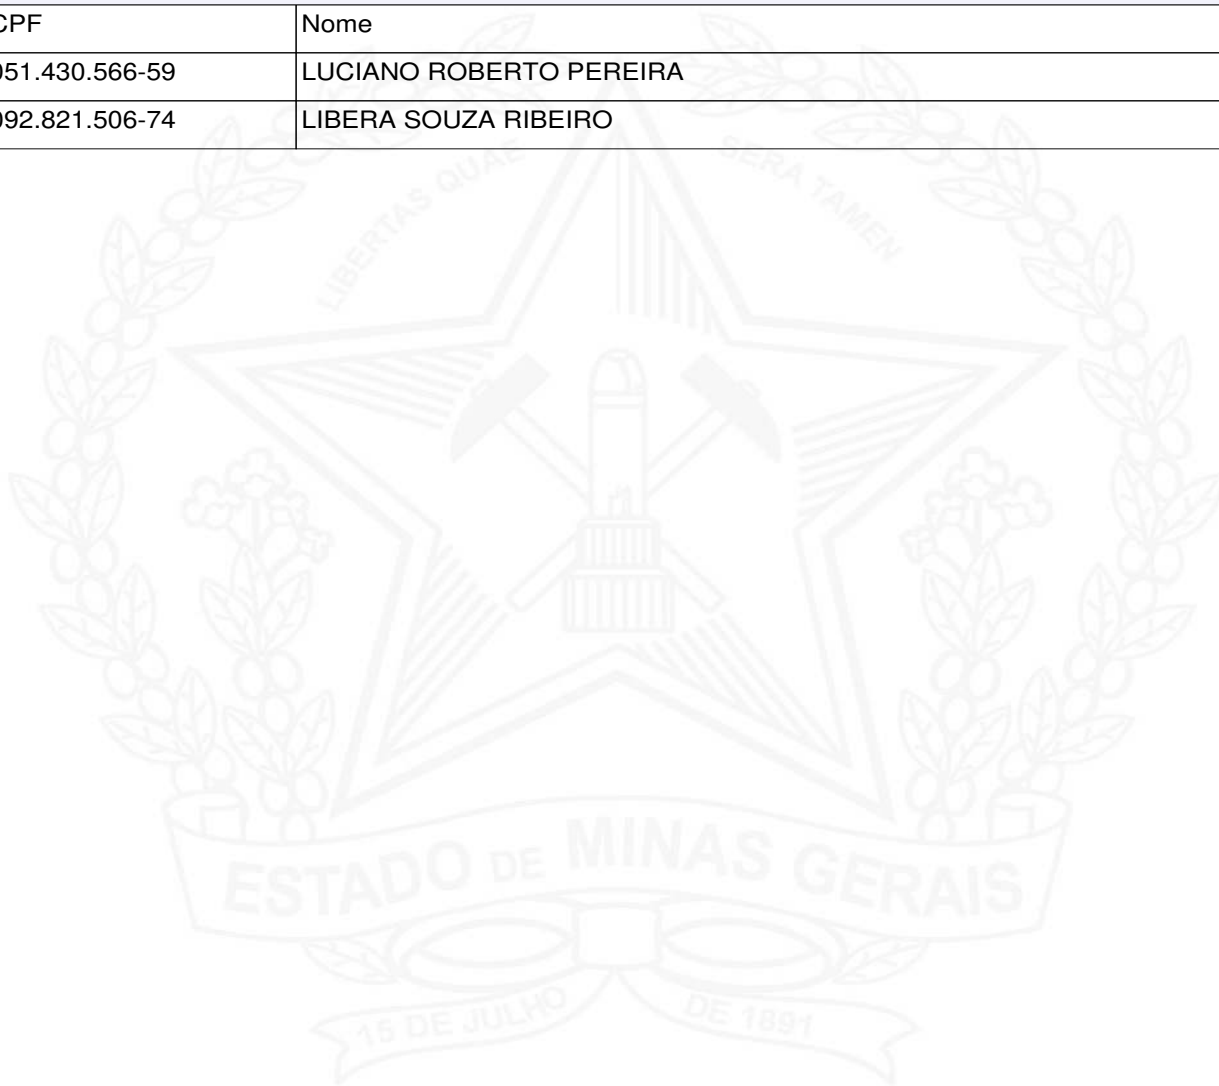 CPF Nome
051.430.566-59 LUCIANO ROBERTO PEREIRA
092.821.506-74 LIBERA SOUZA RIBEIRO
LIBERTAS QUAE SERA TAMEN
ESTADO DE MINAS GERAIS
15 DE JULHO DE 1891